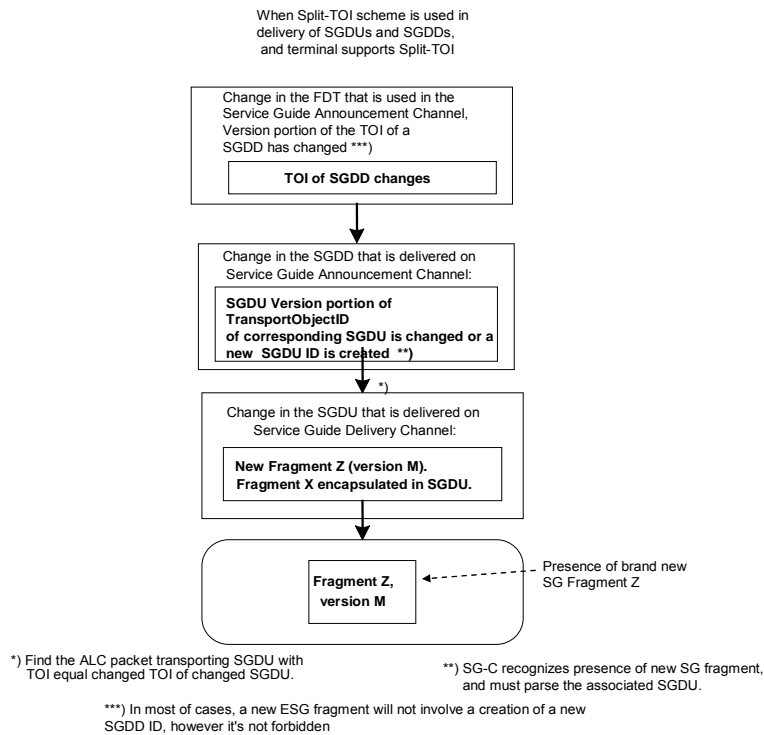 When Split-TOI scheme is used in
delivery of SGDUs and SGDDs,
and terminal supports Split-TOI
Change in the FDT that is used in the
Service Guide Announcement Channel,
Version portion of the TOI of a
SGDD has changed ***)
TOI of SGDD changes
Change in the SGDD that is delivered on
Service Guide Announcement Channel:
SGDU Version portion of
TransportObjectID
of corresponding SGDU is changed or a
new SGDU ID is created **)
*)
Change in the SGDU that is delivered on
Service Guide Delivery Channel:
New Fragment Z (version M).
Fragment X encapsulated in SGDU.
Fragment Z,
version M
Presence of brand new
SG Fragment Z
*) Find the ALC packet transporting SGDU with
TOI equal changed TOI of changed SGDU.
**) SG-C recognizes presence of new SG fragment,
and must parse the associated SGDU.
***) In most of cases, a new ESG fragment will not involve a creation of a new
SGDD ID, however it's not forbidden